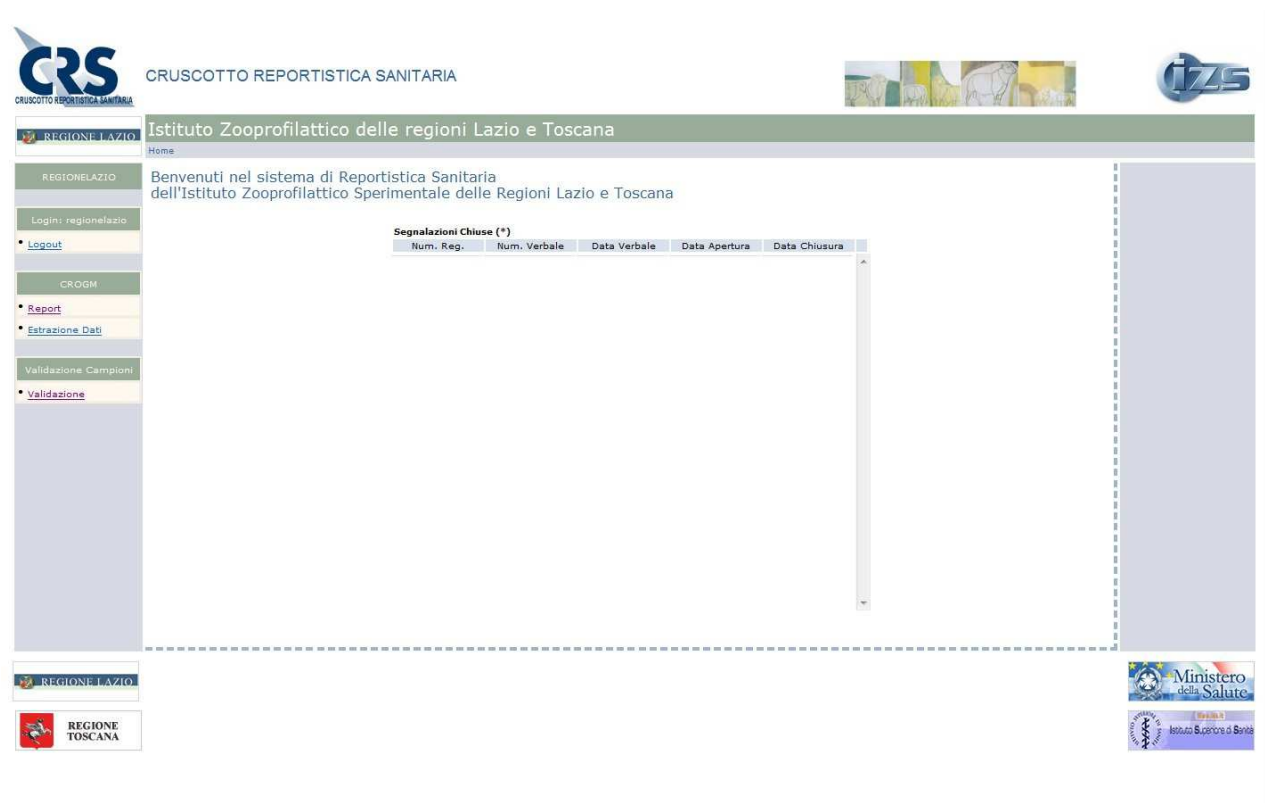 CRS
CRUSCOTTO REPORTISTICA SANITARIA
CRUSCOTTO REPORTISTICA SANITARIA
izs
REGIONE LAZIO
Istituto Zooprofilattico delle regioni Lazio e Toscana
Home
REGIONELAZIO
Login: regionelazio
Logout
CROGM
Report
Estrazione Dati
Validazione Campioni
Validazione
Benvenuti nel sistema di Reportistica Sanitaria
dell'Istituto Zooprofilattico Sperimentale delle Regioni Lazio e Toscana
Segnalazioni Chiuse (*)
Num. Reg. Num. Verbale Data Verbale Data Apertura Data Chiusura
REGIONE LAZIO
REGIONE
TOSCANA
Ministero
della Salute
Istituto Superiore di Sanità